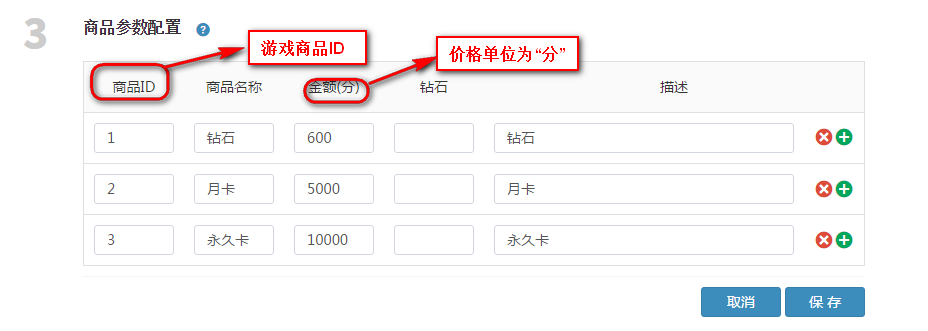 3 商品参数配置 ?
游戏商品ID
价格单位为“分”
商品ID 商品名称 金额(分) 钻石 描述
1 钻石 600 钻石
2 月卡 5000 月卡
3 永久卡 10000 永久卡
取消 保 存